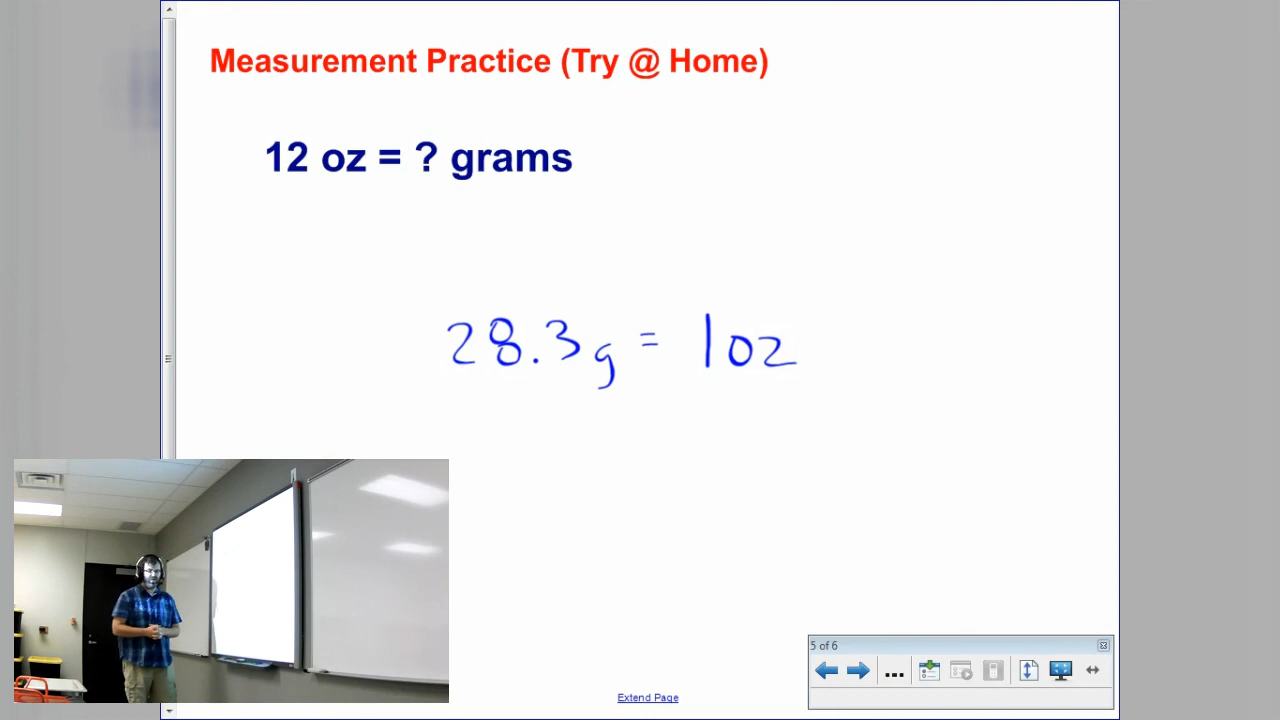 Measurement Practice (Try @ Home)
12 oz = ? grams
28.3g = 1oz
5 of 6
...
Extend Page